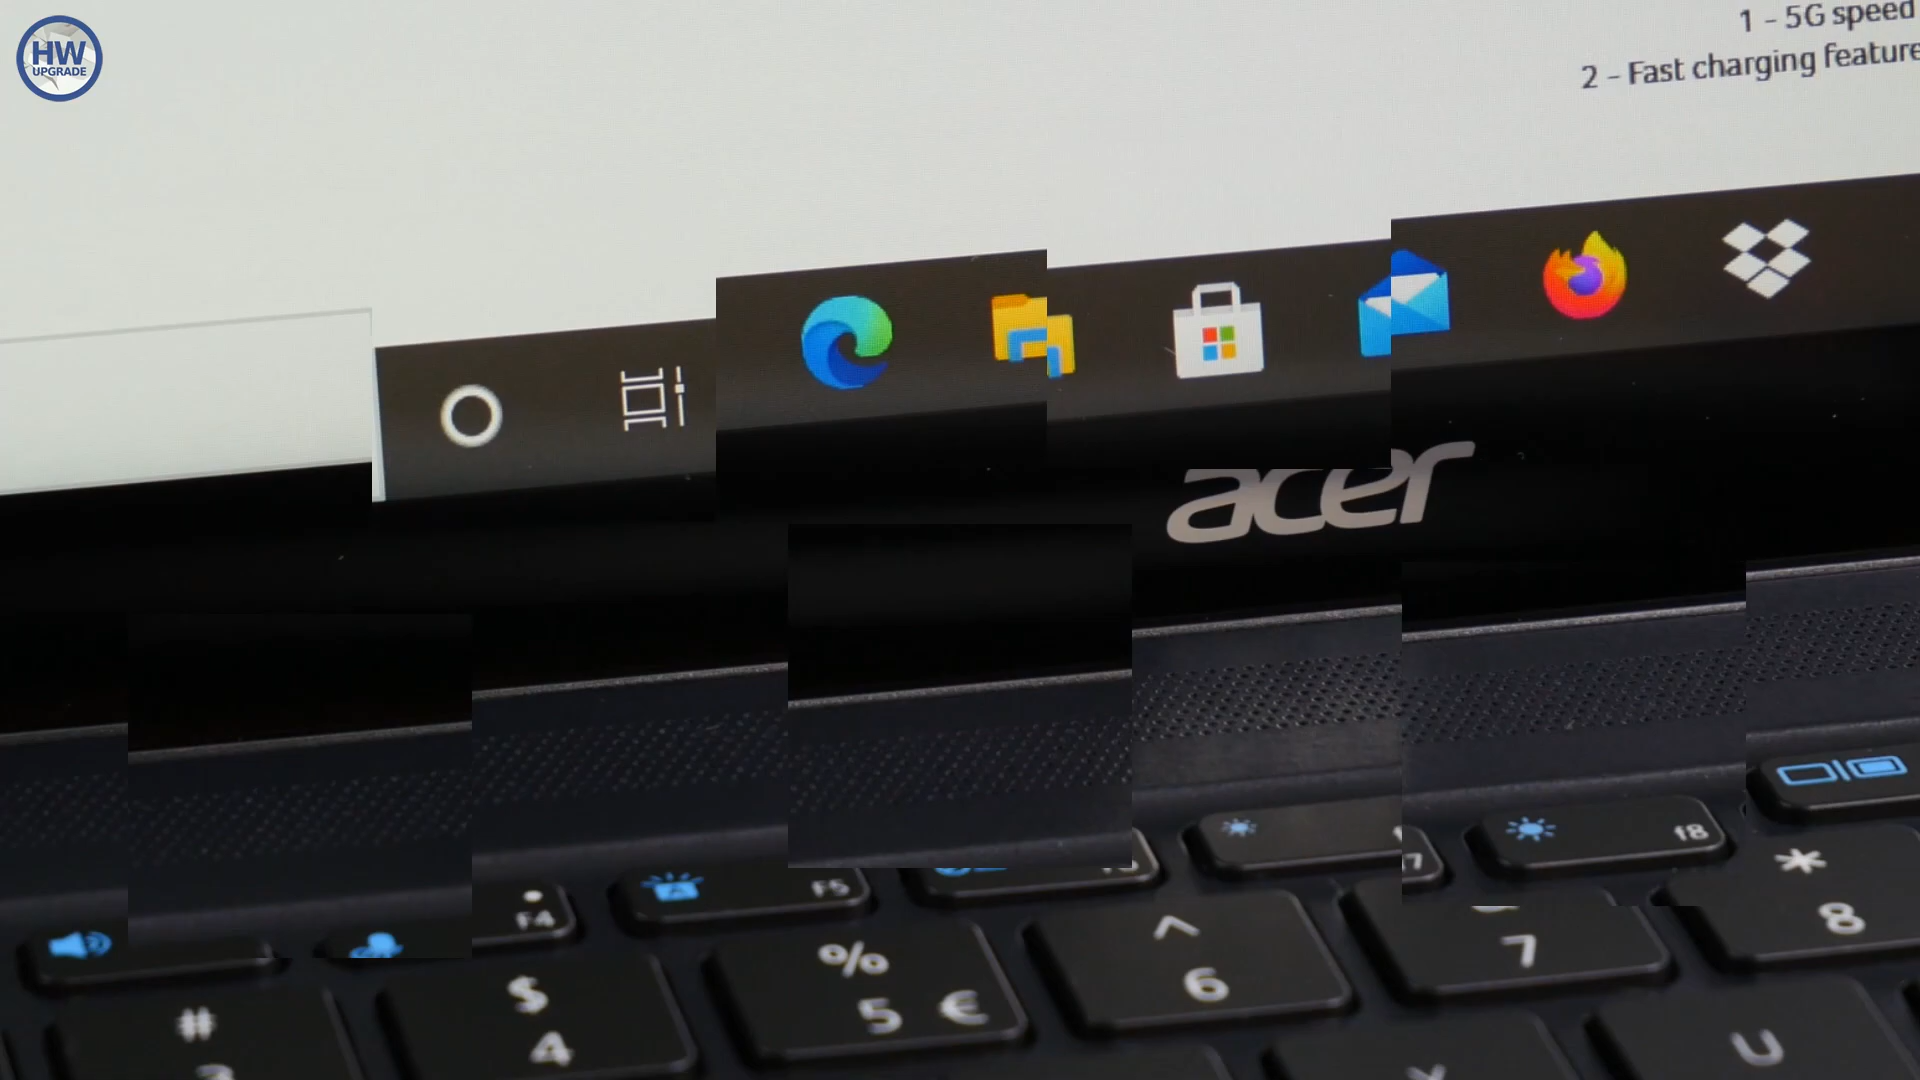 HW
UPGRADE
1 - 5G speed
2 - Fast charging feature
acer
F4
F5
f8
#
$
4
%
5 €
^
6
7
*
8
U